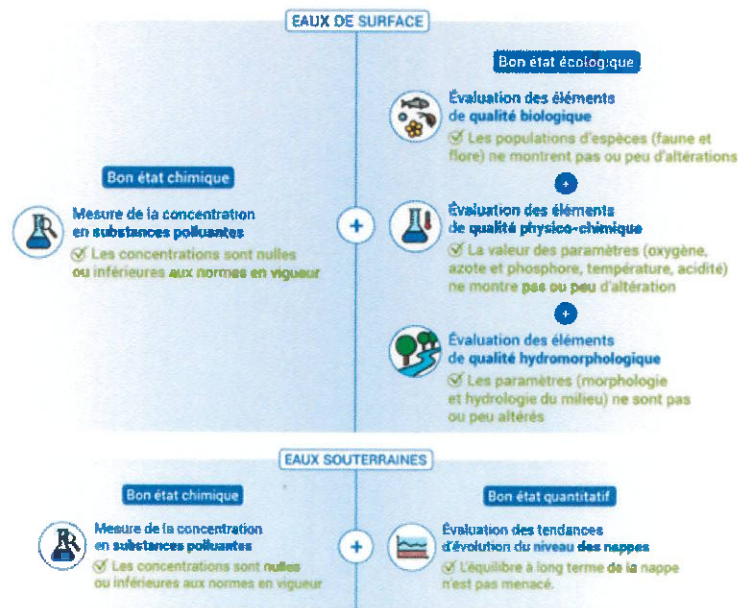 EAUX DE SURFACE
Bon état chimique
Mesure de la concentration
en substances polluantes
Les concentrations sont nulles
ou inférieures aux normes en vigueur
+
Bon état écologique
Évaluation des éléments
de qualité biologique
Les populations d'espèces (faune et
flore) ne montrent pas ou peu d'altérations
+
Évaluation des éléments
de qualité physico-chimique
La valeur des paramètres (oxygène,
azote et phosphore, température, acidité)
ne montre pas ou peu d'altération
+
Évaluation des éléments
de qualité hydromorphologique
Les paramètres (morphologie
et hydrologie du milieu) ne sont pas
ou peu altérés
EAUX SOUTERRAINES
Bon état chimique
Mesure de la concentration
en substances polluantes
Les concentrations sont nulles
ou inférieures aux normes en vigueur
+
Bon état quantitatif
Évaluation des tendances
d'évolution du niveau des nappes
L'équilibre à long terme de la nappe
n'est pas menacé.